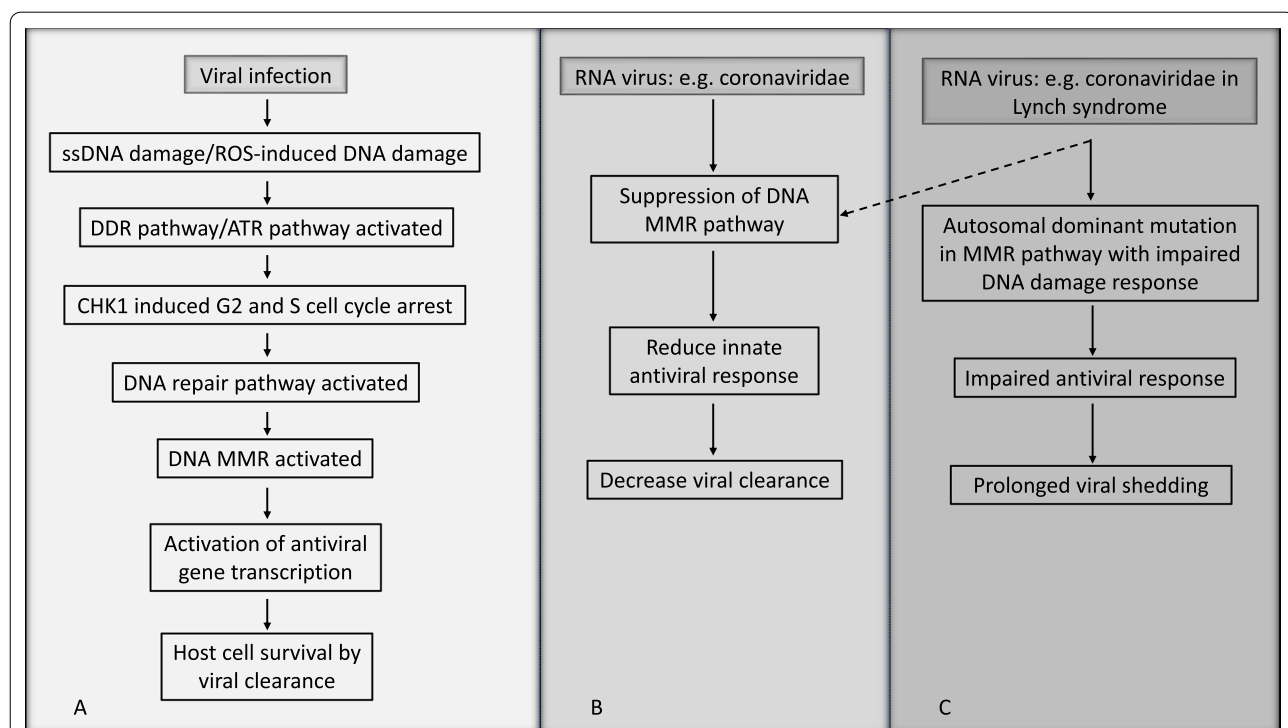 Viral infection
ssDNA damage/ROS-induced DNA damage
DDR pathway/ATR pathway activated
CHK1 induced G2 and S cell cycle arrest
DNA repair pathway activated
DNA MMR activated
Activation of antiviral
gene transcription
Host cell survival by
viral clearance
A
RNA virus: e.g. coronaviridae
Suppression of DNA
MMR pathway
Reduce innate
antiviral response
Decrease viral clearance
B
RNA virus: e.g. coronaviridae in
Lynch syndrome
Autosomal dominant mutation
in MMR pathway with impaired
DNA damage response
Impaired antiviral response
Prolonged viral shedding
C